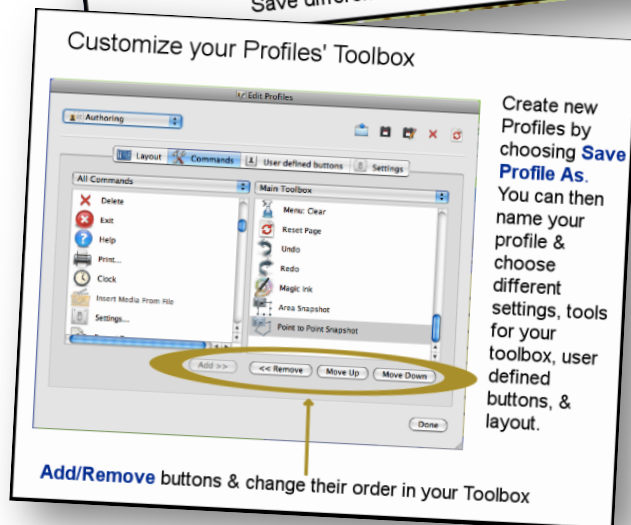 Save differen
Customize your Profiles' Toolbox
Edit Profiles
Authoring
Layout Commands User defined buttons Settings
All Commands
Delete
Exit
Help
Print...
Clock
Insert Media From File
Settings...
Main Toolbox
Menu: Clear
Reset Page
Undo
Redo
Magic Ink
Area Snapshot
Point to Point Snapshot
Add >> << Remove Move Up Move Down
Done
Create new
Profiles by
choosing Save
Profile As.
You can then
name your
profile &
choose
different
settings, tools
for your
toolbox, user
defined
buttons, &
layout.
Add/Remove buttons & change their order in your Toolbox